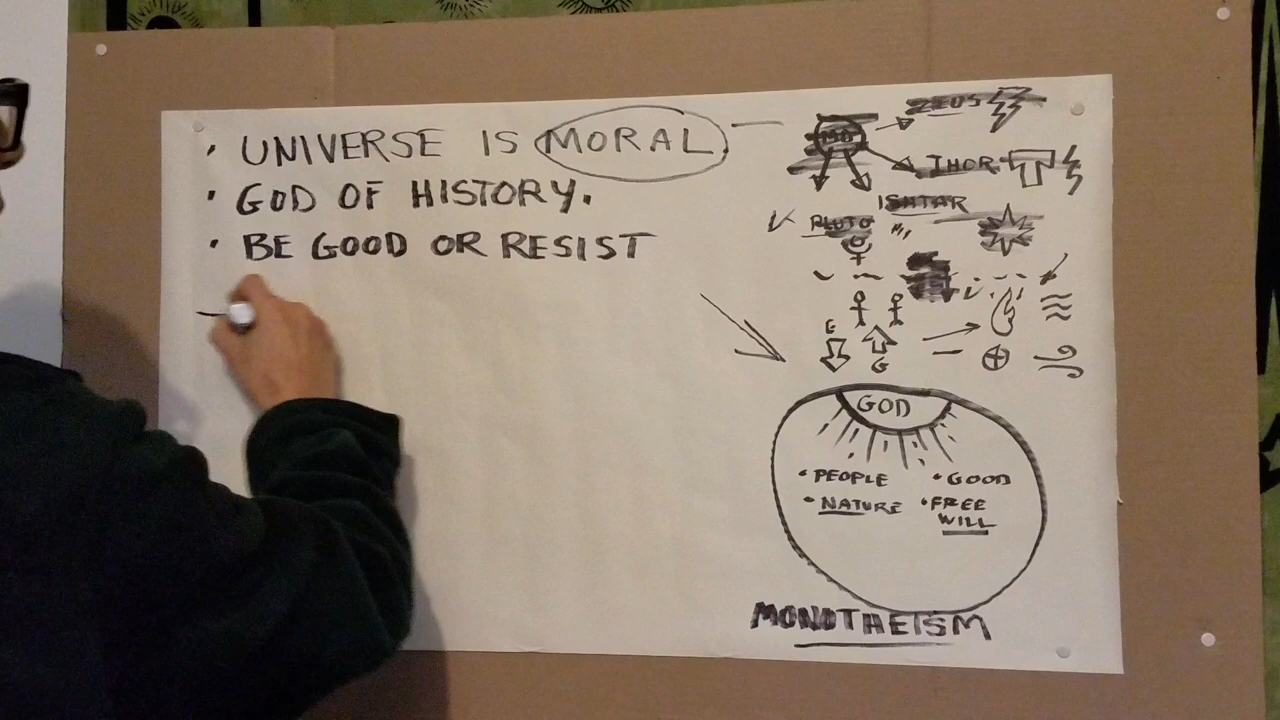 • UNIVERSE IS MORAL
• GOD OF HISTORY.
• BE GOOD OR RESIST
ZEUS
THOR
ISHTAR
PLUTO
E
G
GOD
• PEOPLE
• GOOD
• NATURE
• FREE
WILL
MONOTHEISM